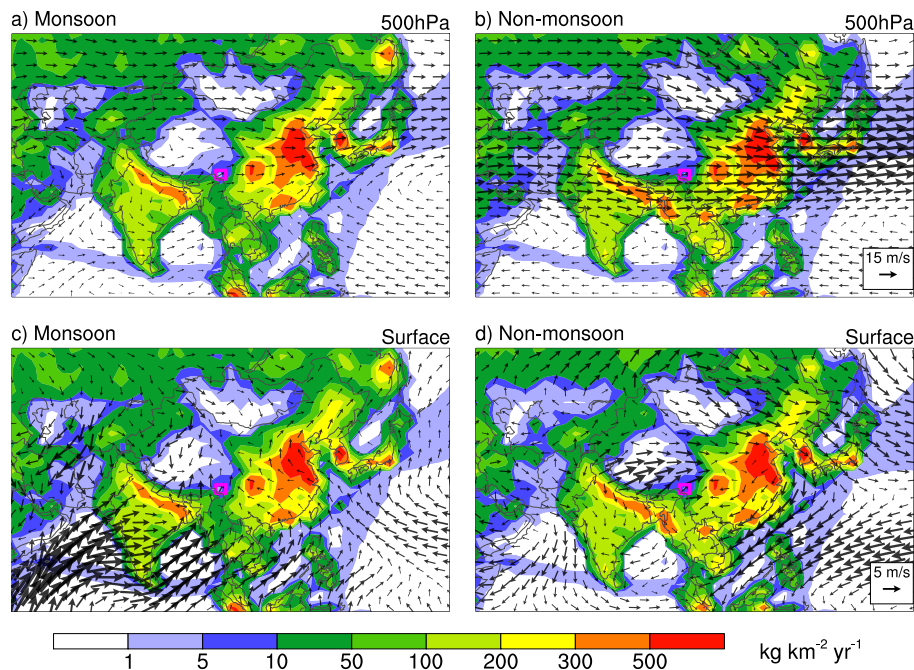 a) Monsoon 500hPa
b) Non-monsoon 500hPa
15 m/s
c) Monsoon Surface
d) Non-monsoon Surface
5 m/s
1 5 10 50 100 200 300 500 kg km⁻² yr⁻¹